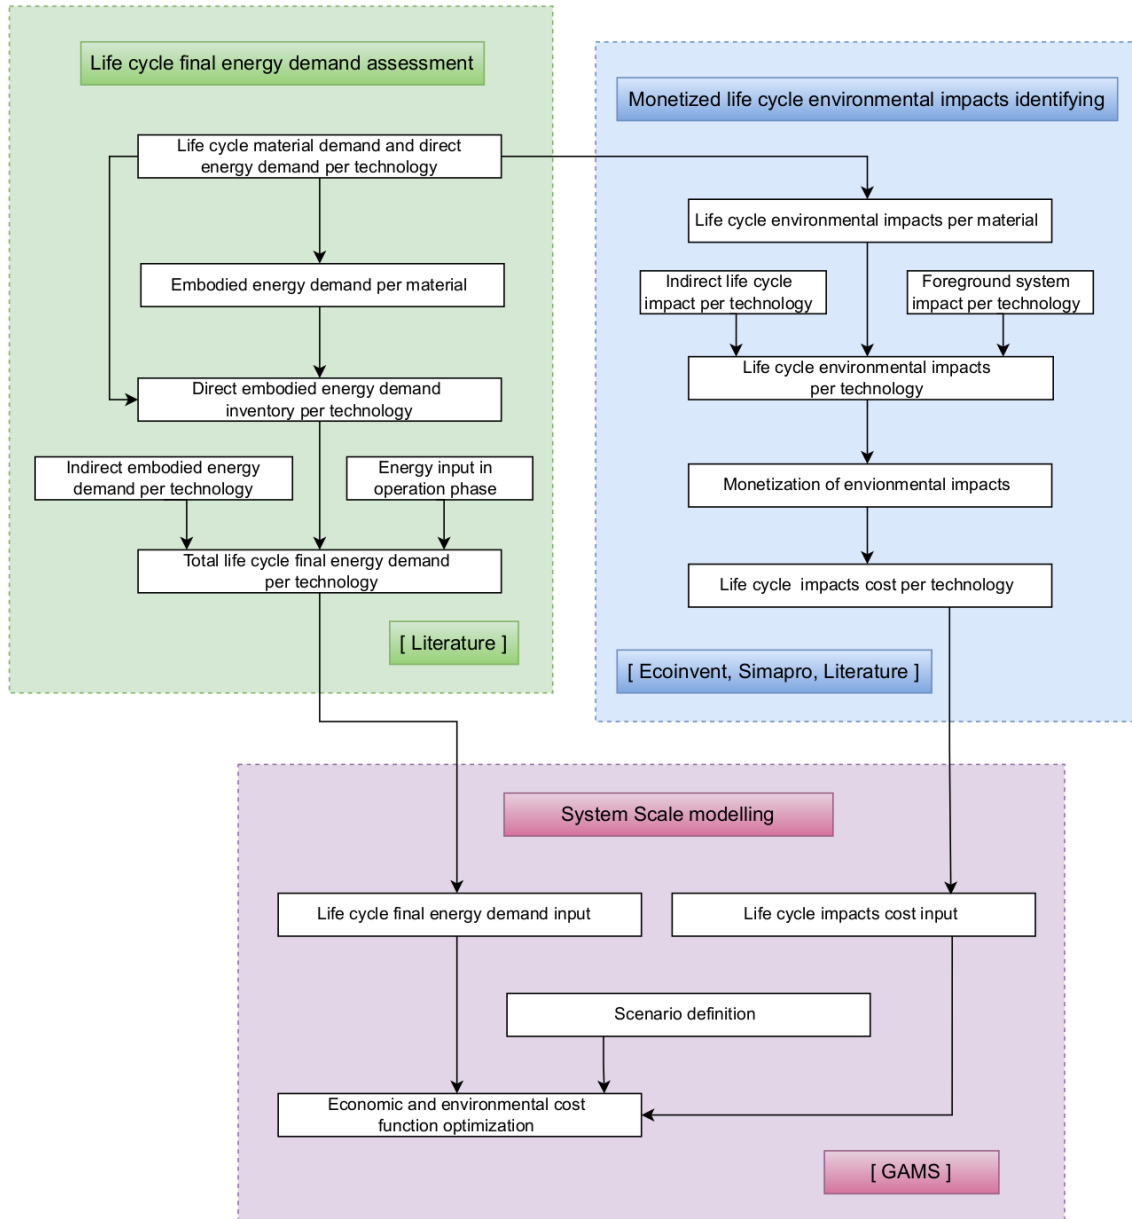 Life cycle final energy demand assessment
Life cycle material demand and direct
energy demand per technology
Embodied energy demand per material
Direct embodied energy demand
inventory per technology
Indirect embodied energy
demand per technology
Energy input in
operation phase
Total life cycle final energy demand
per technology
[ Literature ]
Monetized life cycle environmental impacts identifying
Life cycle environmental impacts per material
Indirect life cycle
impact per technology
Foreground system
impact per technology
Life cycle environmental impacts
per technology
Monetization of envionmental impacts
Life cycle  impacts cost per technology
[ Ecoinvent, Simapro, Literature ]
System Scale modelling
Life cycle final energy demand input
Life cycle impacts cost input
Scenario definition
Economic and environmental cost
function optimization
[ GAMS ]